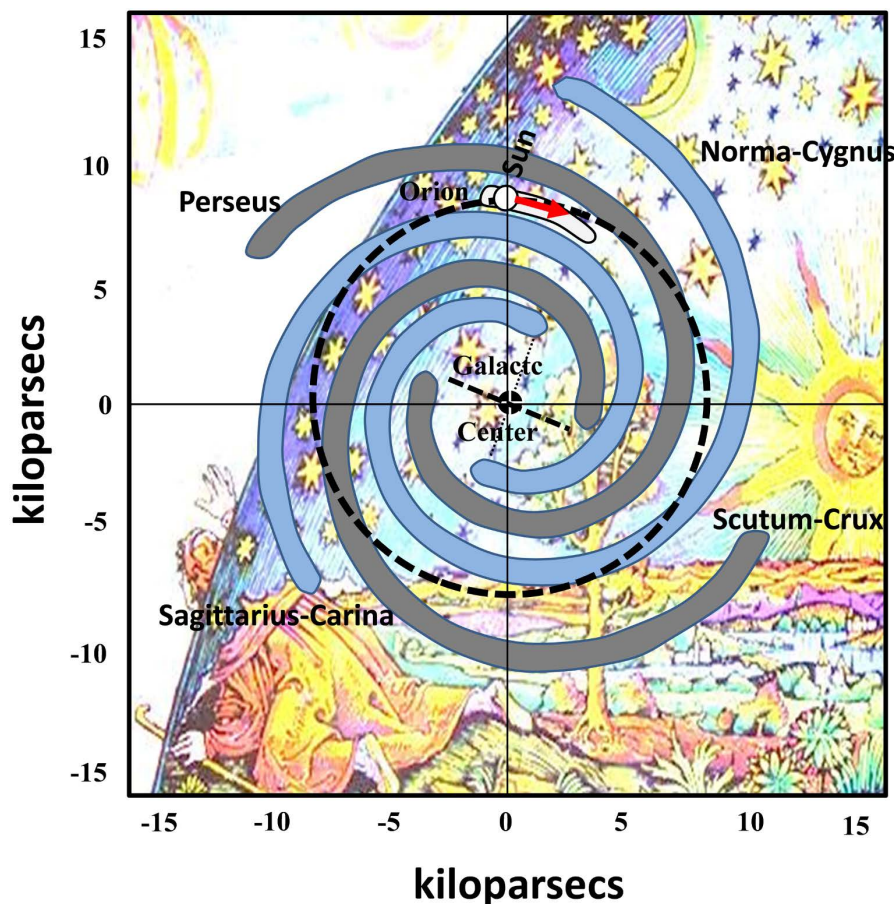 15
10
5
0
-5
-10
-15
kiloparsecs
Sun
Norma-Cygnus
Perseus
Orion
Galactc
Center
Scutum-Crux
Sagittarius-Carina
-15 -10 -5 0 5 10 15
kiloparsecs